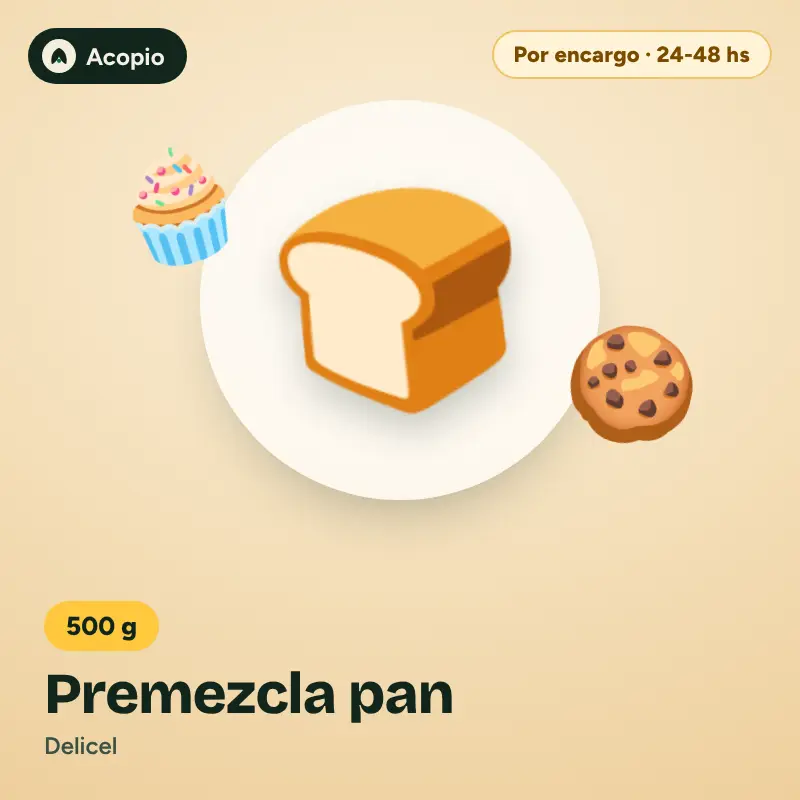 Acopio
Por encargo · 24-48 hs
500 g
Premezcla pan
Delicel